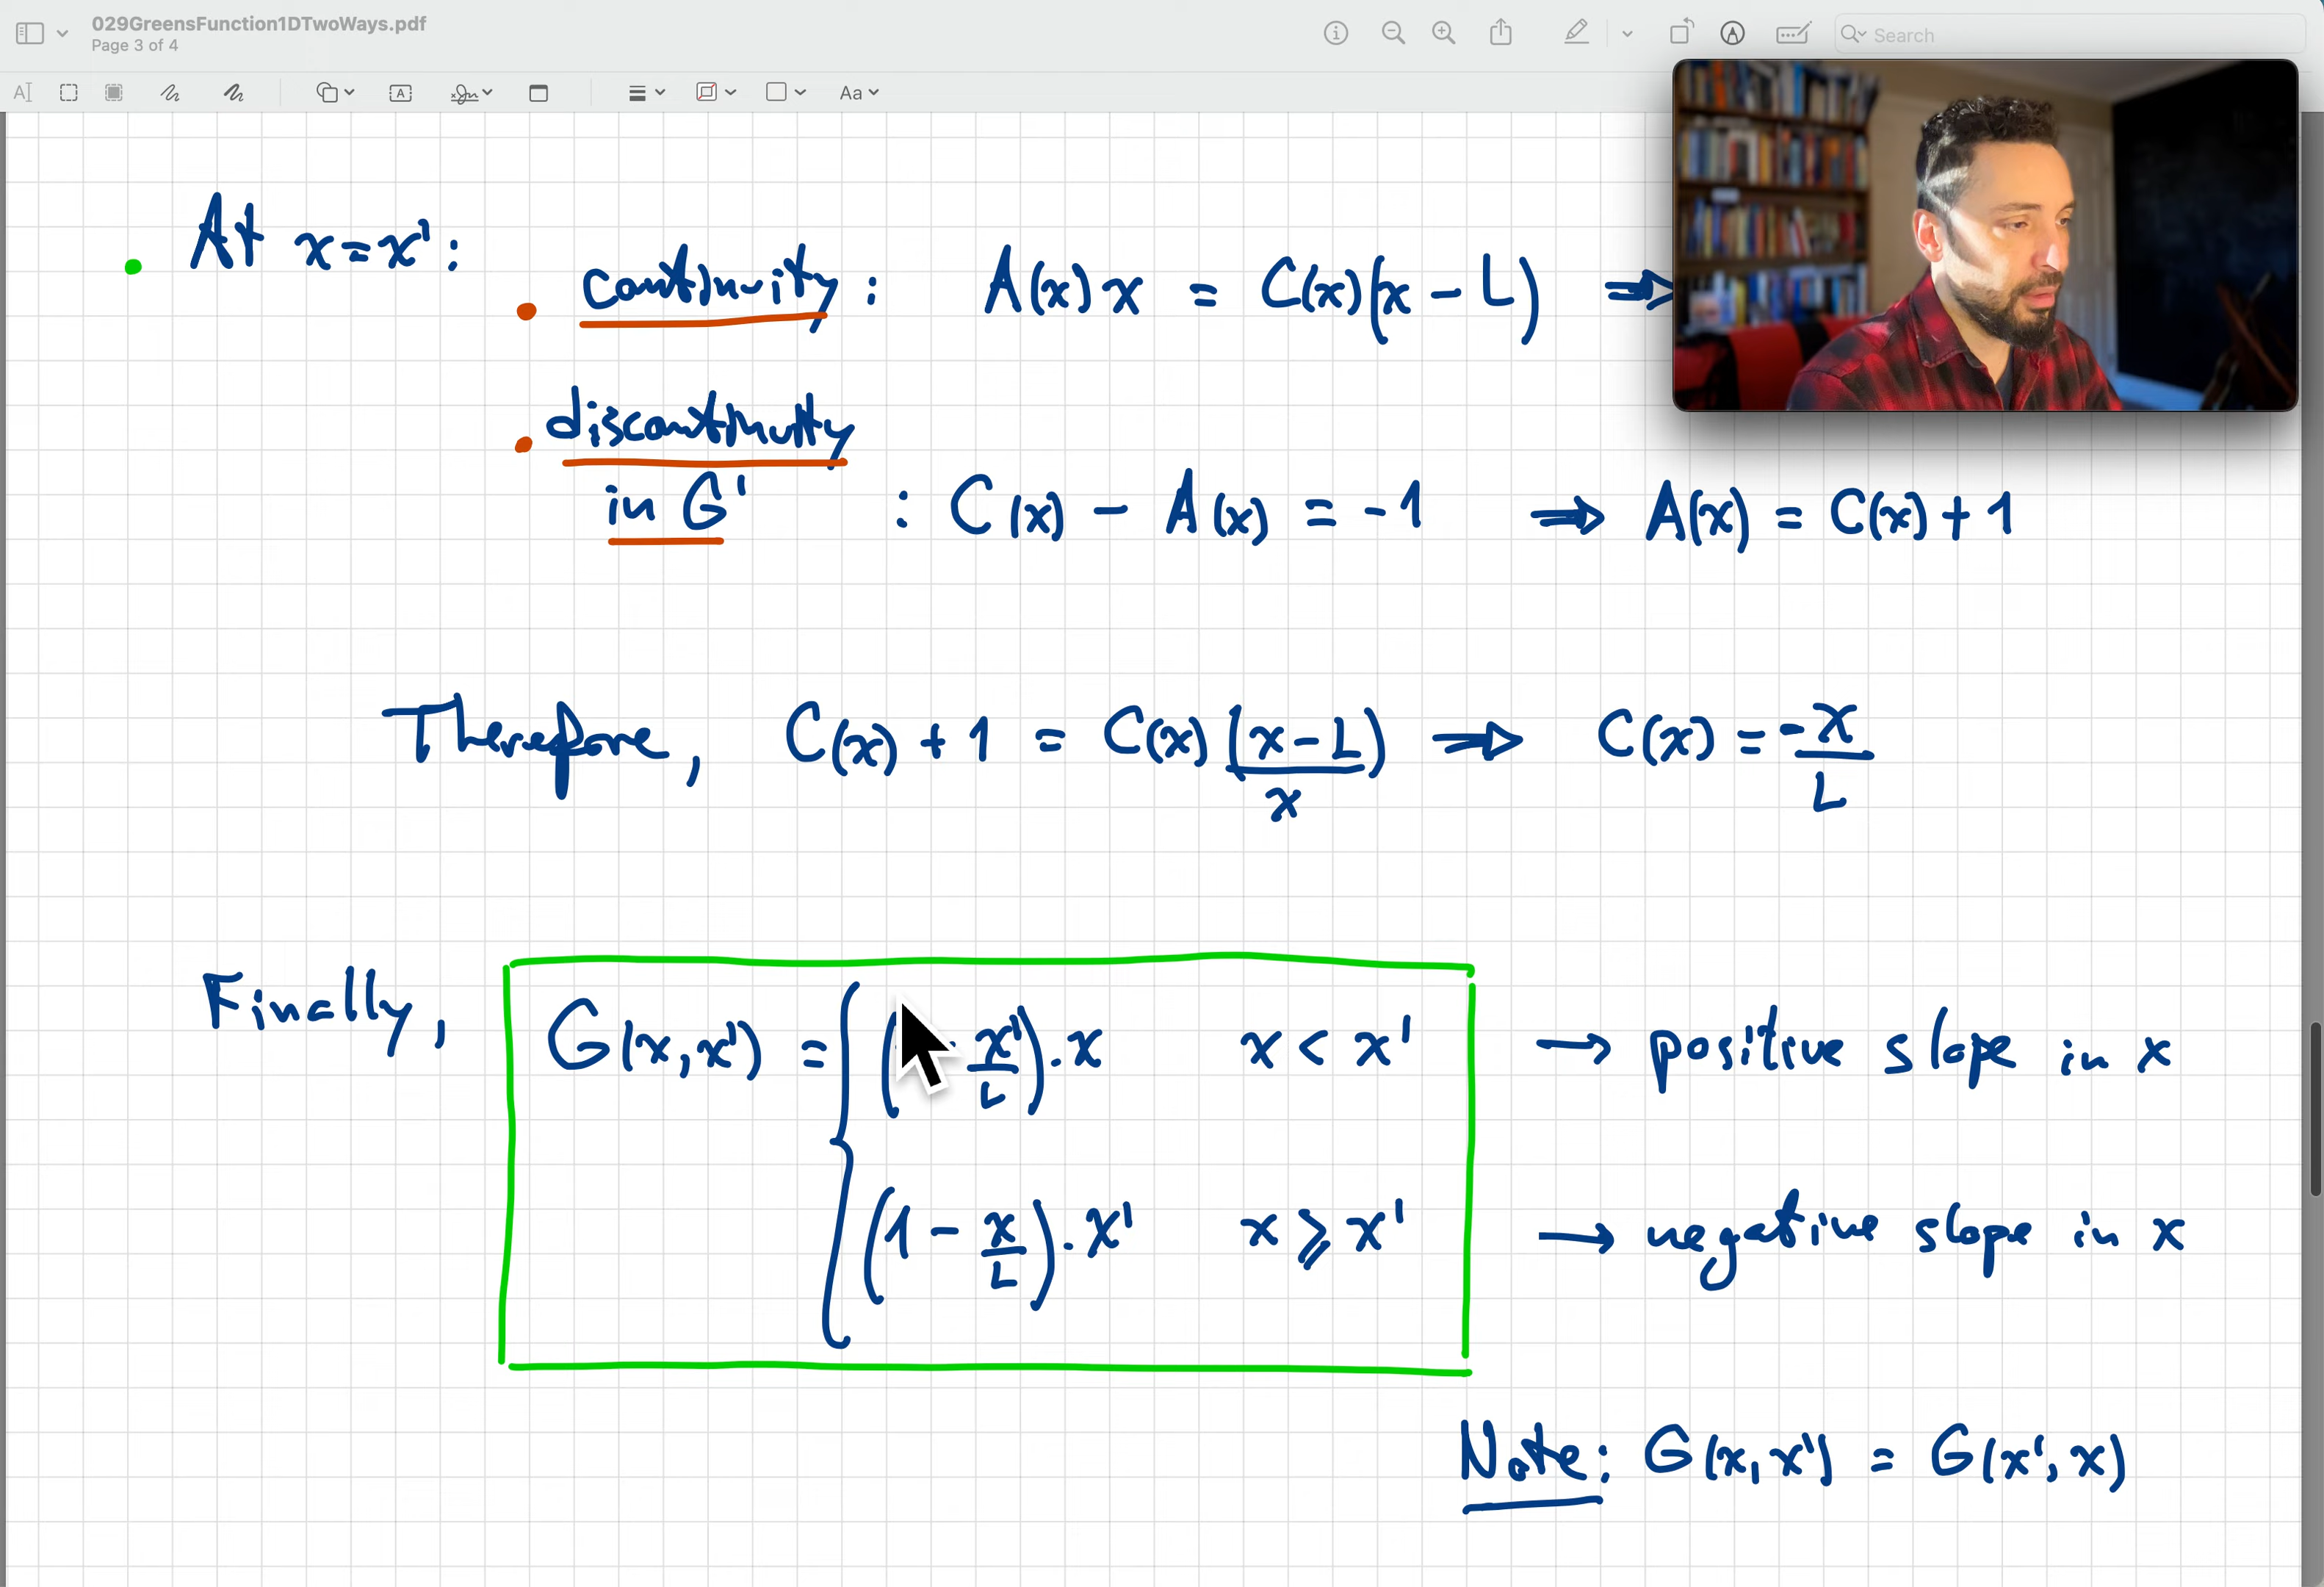 029GreensFunction1DTwoWays.pdf
Page 3 of 4
Search
Aa
At x=x':
continuity: A(x)x = C(x)(x-L) ⇒
discontinuity
in G' : C(x) - A(x) = -1 ⇒ A(x) = C(x)+1
Therefore, C(x)+1 = C(x)(x-L)/x ⇒ C(x) = -x/L
Finally,
G(x,x') = { ( x'/L)·x x < x' → positive slope in x
(1 - x/L)·x' x ⩾ x' → negative slope in x
Note: G(x,x') = G(x',x)